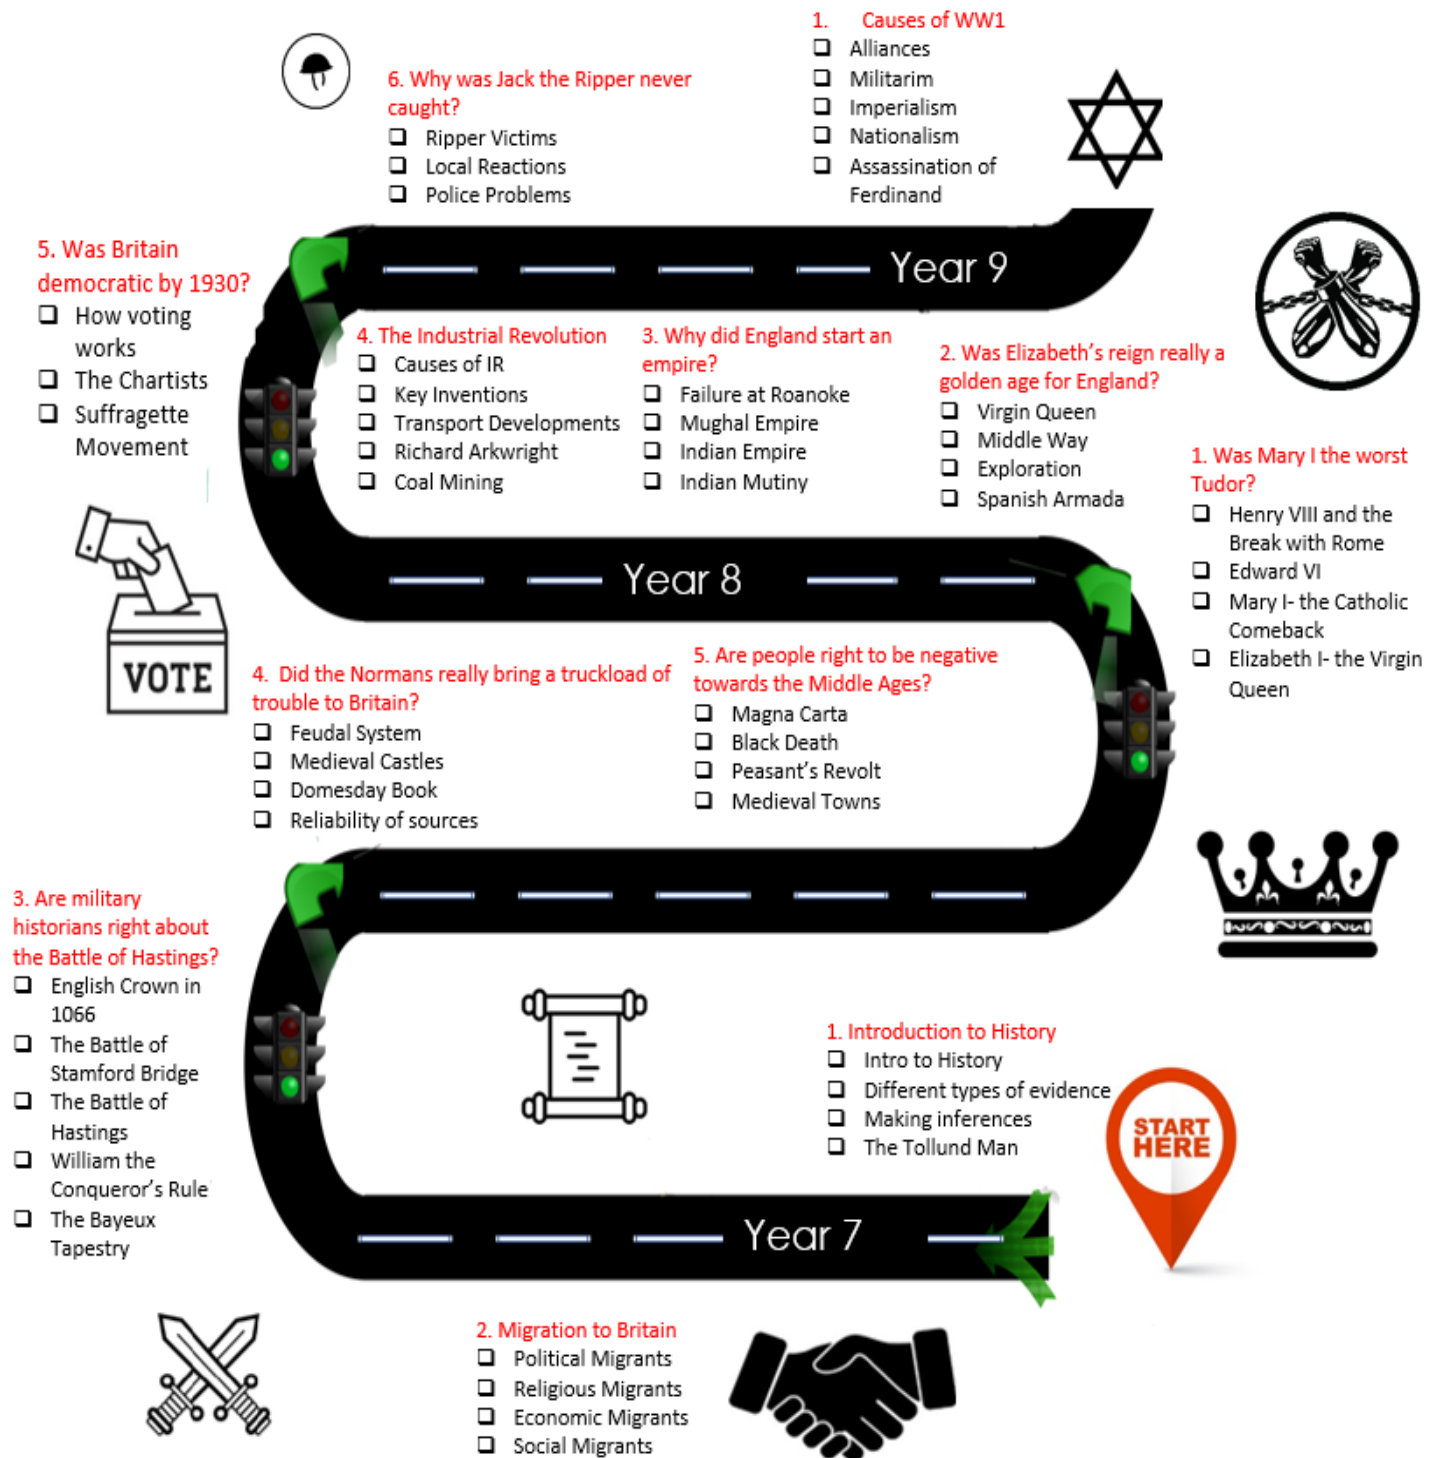 1. Causes of WW1
Alliances
Militarim
Imperialism
Nationalism
Assassination of
Ferdinand
6. Why was Jack the Ripper never
caught?
Ripper Victims
Local Reactions
Police Problems
Year 9
5. Was Britain
democratic by 1930?
How voting
works
The Chartists
Suffragette
Movement
4. The Industrial Revolution
Causes of IR
Key Inventions
Transport Developments
Richard Arkwright
Coal Mining
3. Why did England start an
empire?
Failure at Roanoke
Mughal Empire
Indian Empire
Indian Mutiny
2. Was Elizabeth's reign really a
golden age for England?
Virgin Queen
Middle Way
Exploration
Spanish Armada
1. Was Mary I the worst
Tudor?
Henry VIII and the
Break with Rome
Edward VI
Mary I- the Catholic
Comeback
Elizabeth I- the Virgin
Queen
Year 8
VOTE
4. Did the Normans really bring a truckload of
trouble to Britain?
Feudal System
Medieval Castles
Domesday Book
Reliability of sources
5. Are people right to be negative
towards the Middle Ages?
Magna Carta
Black Death
Peasant's Revolt
Medieval Towns
3. Are military
historians right about
the Battle of Hastings?
English Crown in
1066
The Battle of
Stamford Bridge
The Battle of
Hastings
William the
Conqueror's Rule
The Bayeux
Tapestry
1. Introduction to History
Intro to History
Different types of evidence
Making inferences
The Tollund Man
START
HERE
Year 7
2. Migration to Britain
Political Migrants
Religious Migrants
Economic Migrants
Social Migrants